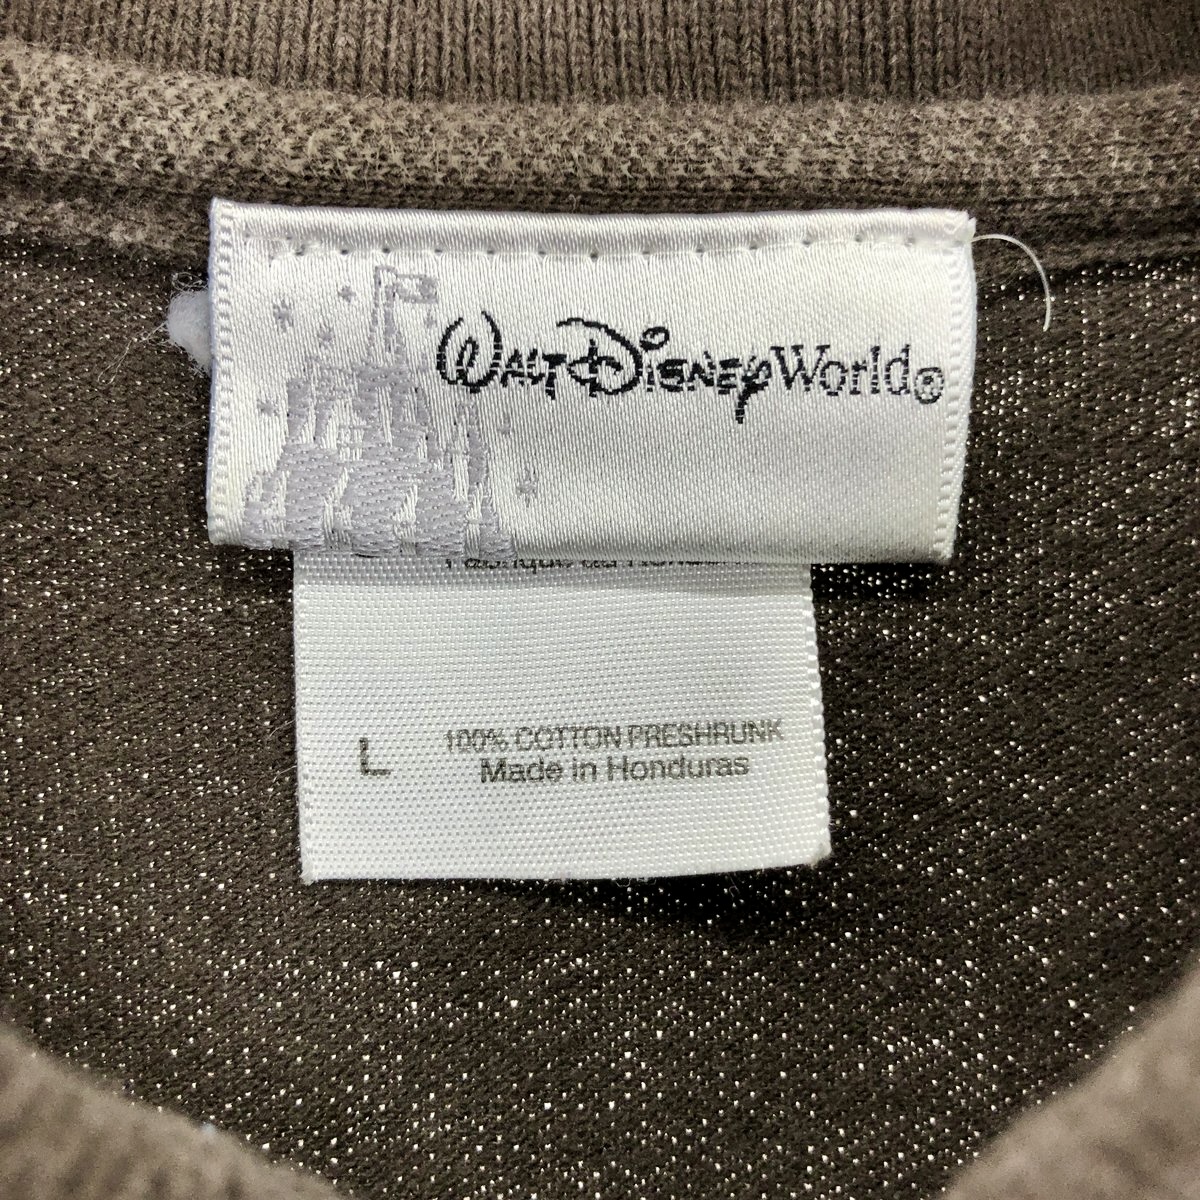 Walt Disney World®
L
100% COTTON PRESHRUNK
Made in Honduras